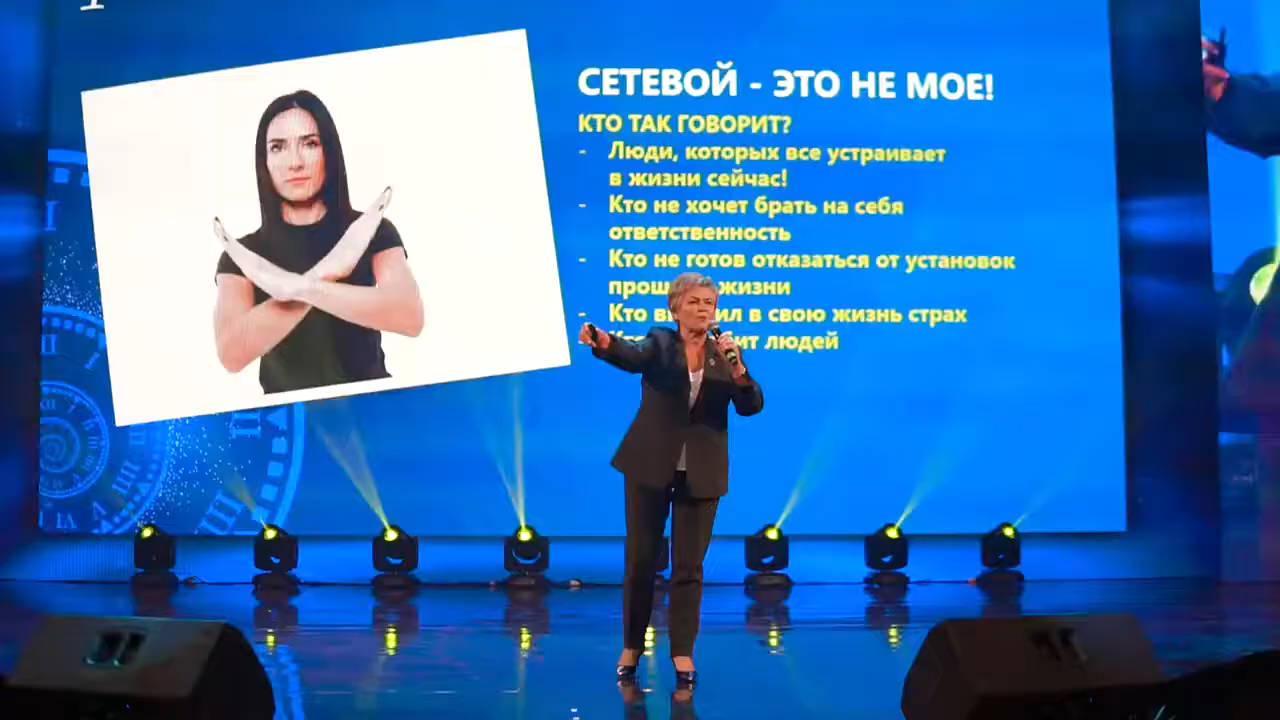 СЕТЕВОЙ - ЭТО НЕ МОЕ!
КТО ТАК ГОВОРИТ?
- Люди, которых все устраивает
в жизни сейчас!
- Кто не хочет брать на себя
ответственность
- Кто не готов отказаться от установок
жизни
- Кто в свою жизнь страх
- людей